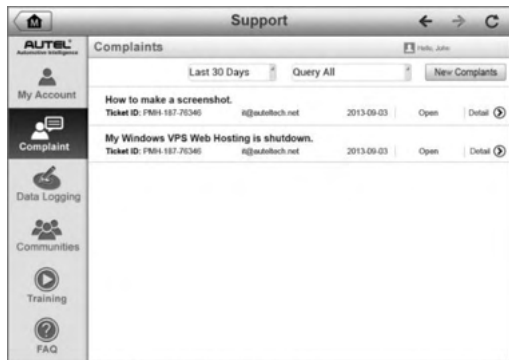 M Support
AUTEL
Automotive Intelligence
Complaints Hello, John
Last 30 Days Query All New Complants
My Account
How to make a screenshot.
Ticket ID: PMH-187-76346 it@auteltech.net 2013-09-03 Open Detail
Complaint
My Windows VPS Web Hosting is shutdown.
Ticket ID: PMH-187-76346 it@auteltech.net 2013-09-03 Open Detail
Data Logging
Communities
Training
FAQ